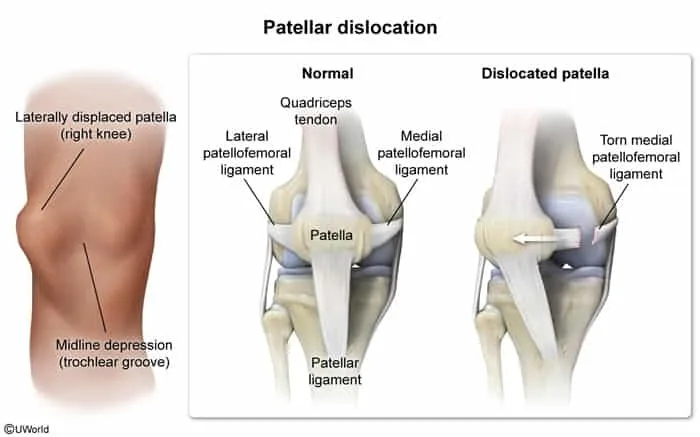 Patellar dislocation
Laterally displaced patella
(right knee)
Midline depression
(trochlear groove)
Normal
Quadriceps
tendon
Lateral
patellofemoral
ligament
Medial
patellofemoral
ligament
Patella
Patellar
ligament
Dislocated patella
Torn medial
patellofemoral
ligament
©UWorld